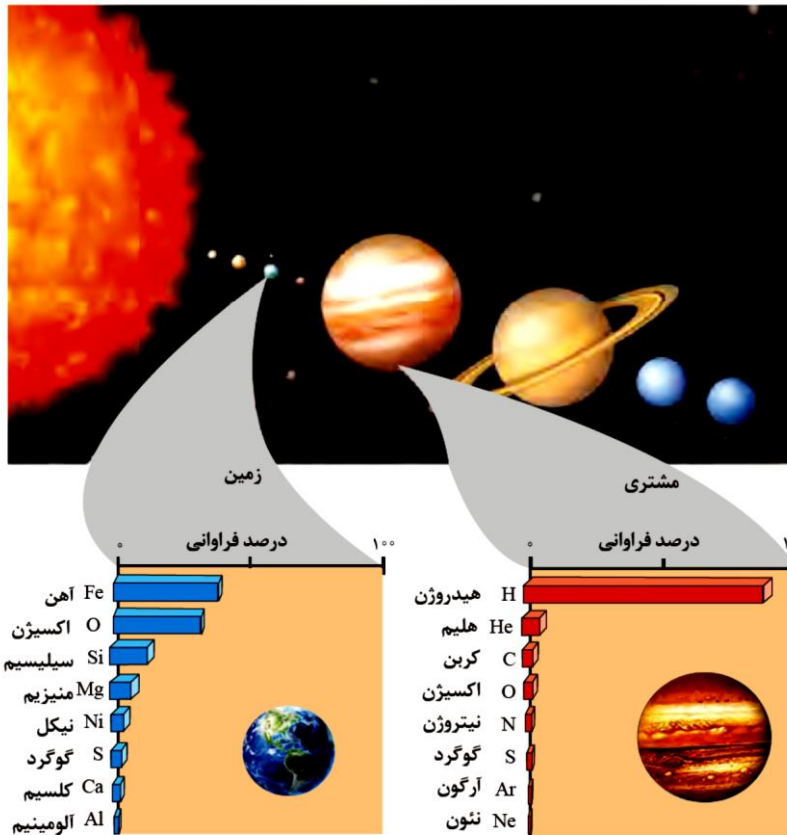 زمین
مشتری
درصد فراوانی
۰
۱۰۰
آهن Fe
اکسیژن O
سیلیسیم Si
منیزیم Mg
نیکل Ni
گوگرد S
کلسیم Ca
آلومینیم Al
درصد فراوانی
۰
۱
هیدروژن H
هلیم He
کربن C
اکسیژن O
نیتروژن N
گوگرد S
آرگون Ar
نئون Ne